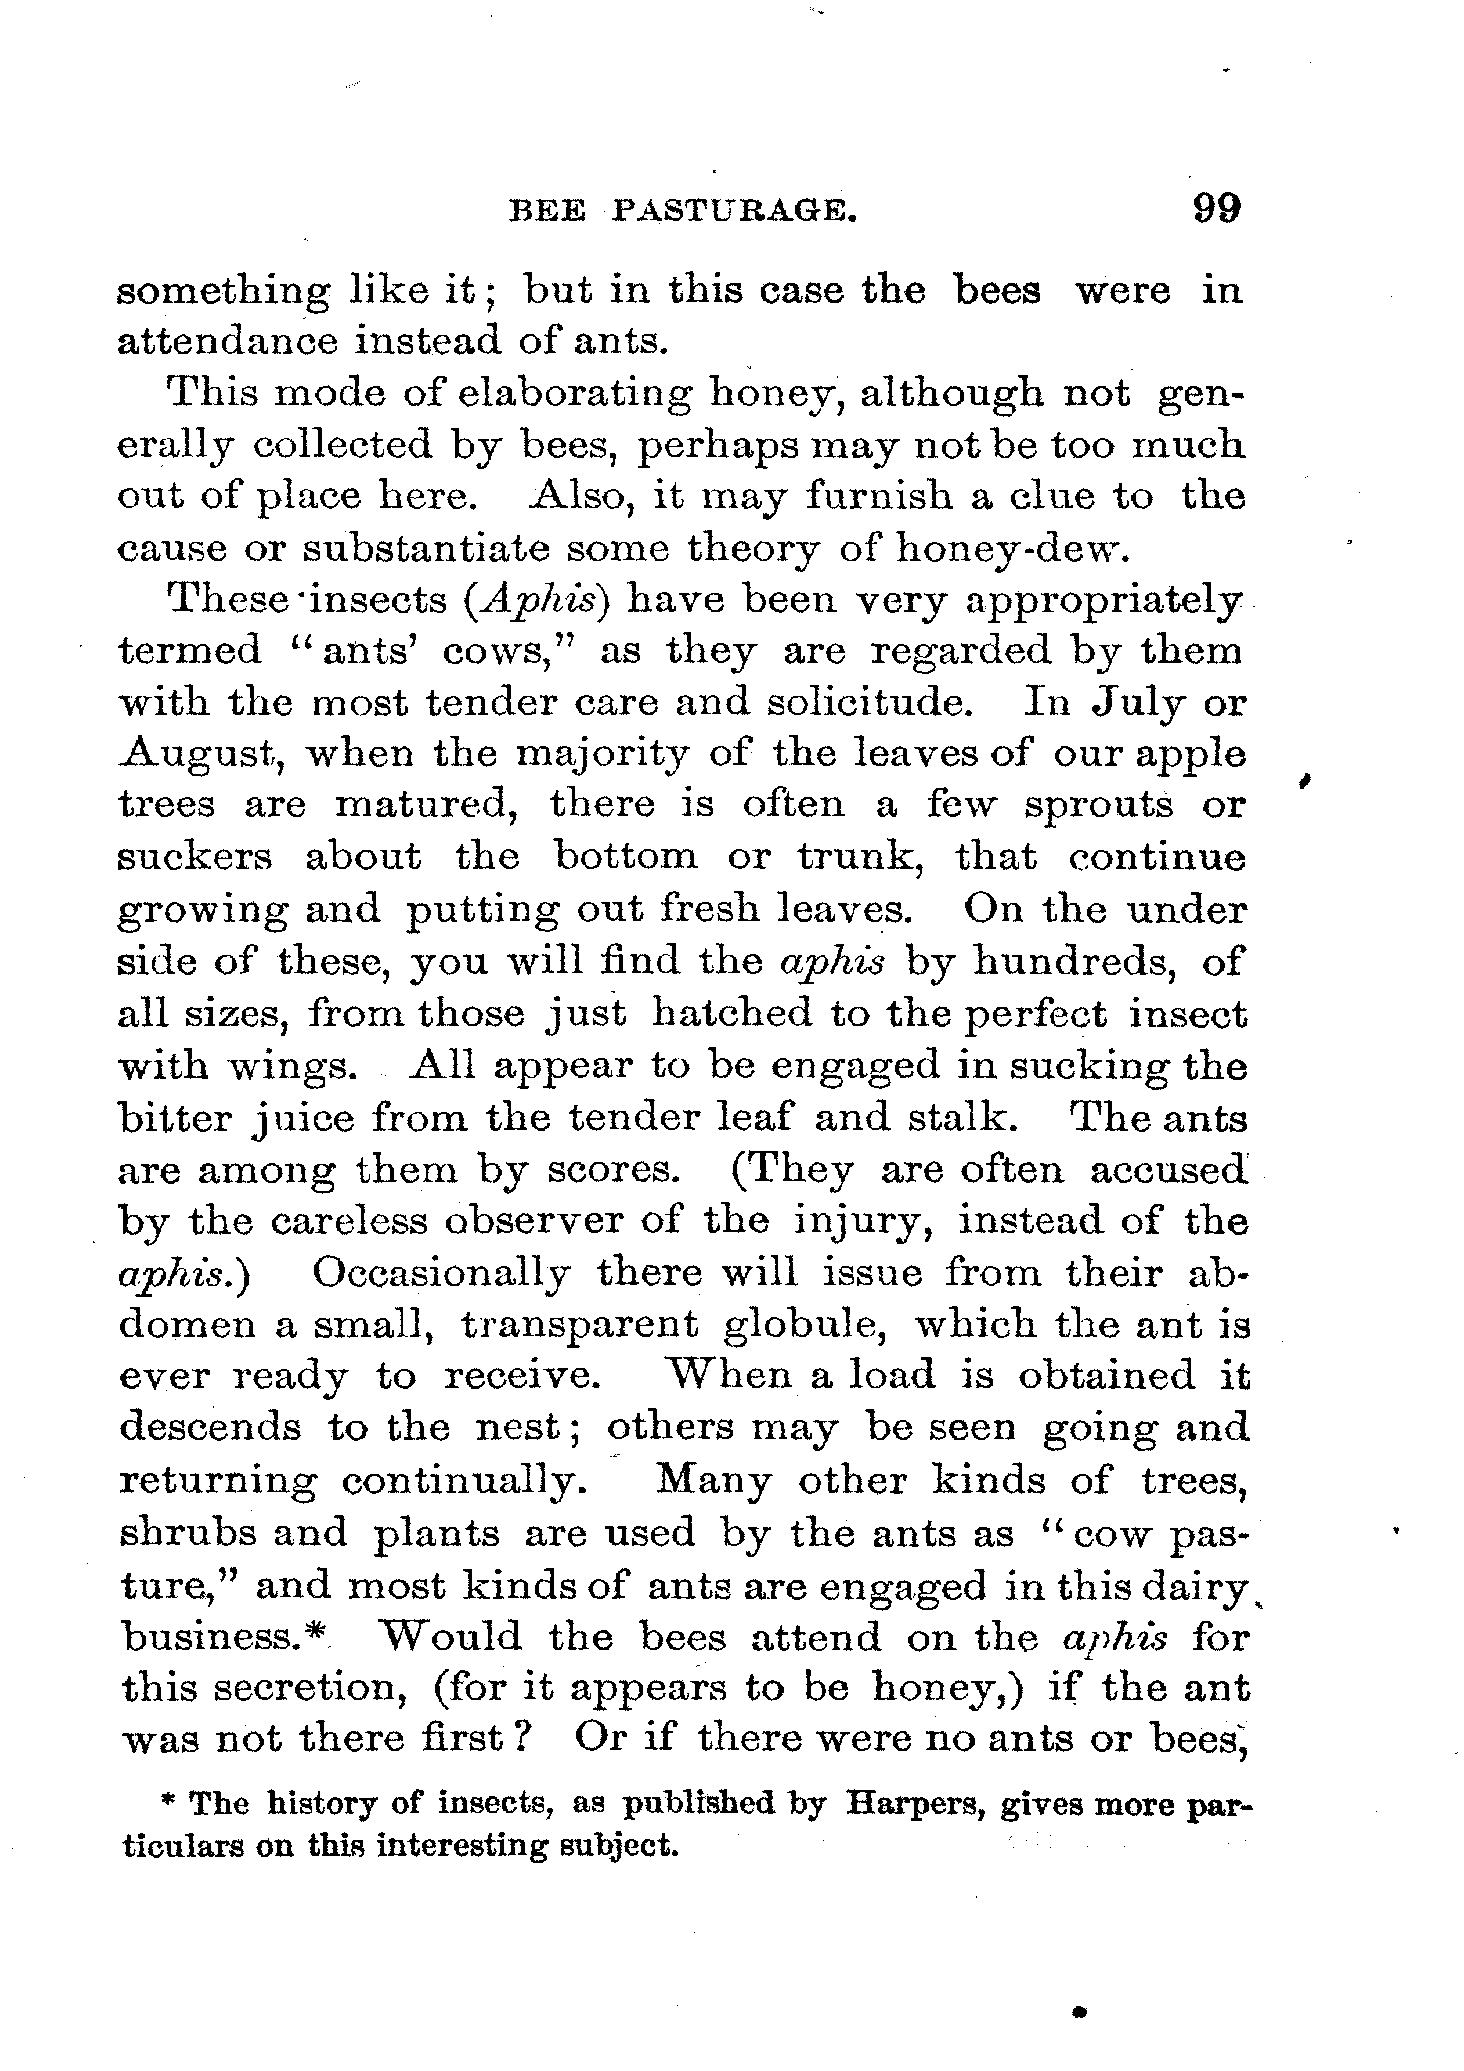 BEE PASTURAGE. 99
something like it; but in this case the bees were in
attendance instead of ants.
This mode of elaborating honey, although not gen-
erally collected by bees, perhaps may not be too much
out of place here. Also, it may furnish a clue to the
cause or substantiate some theory of honey-dew.
These insects (Aphis) have been very appropriately
termed "ants' cows," as they are regarded by them
with the most tender care and solicitude. In July or
August, when the majority of the leaves of our apple
trees are matured, there is often a few sprouts or
suckers about the bottom or trunk, that continue
growing and putting out fresh leaves. On the under
side of these, you will find the aphis by hundreds, of
all sizes, from those just hatched to the perfect insect
with wings. All appear to be engaged in sucking the
bitter juice from the tender leaf and stalk. The ants
are among them by scores. (They are often accused
by the careless observer of the injury, instead of the
aphis.) Occasionally there will issue from their ab-
domen a small, transparent globule, which the ant is
ever ready to receive. When a load is obtained it
descends to the nest; others may be seen going and
returning continually. Many other kinds of trees,
shrubs and plants are used by the ants as "cow pas-
ture," and most kinds of ants are engaged in this dairy
business.* Would the bees attend on the aphis for
this secretion, (for it appears to be honey,) if the ant
was not there first? Or if there were no ants or bees,
* The history of insects, as published by Harpers, gives more par-
ticulars on this interesting subject.